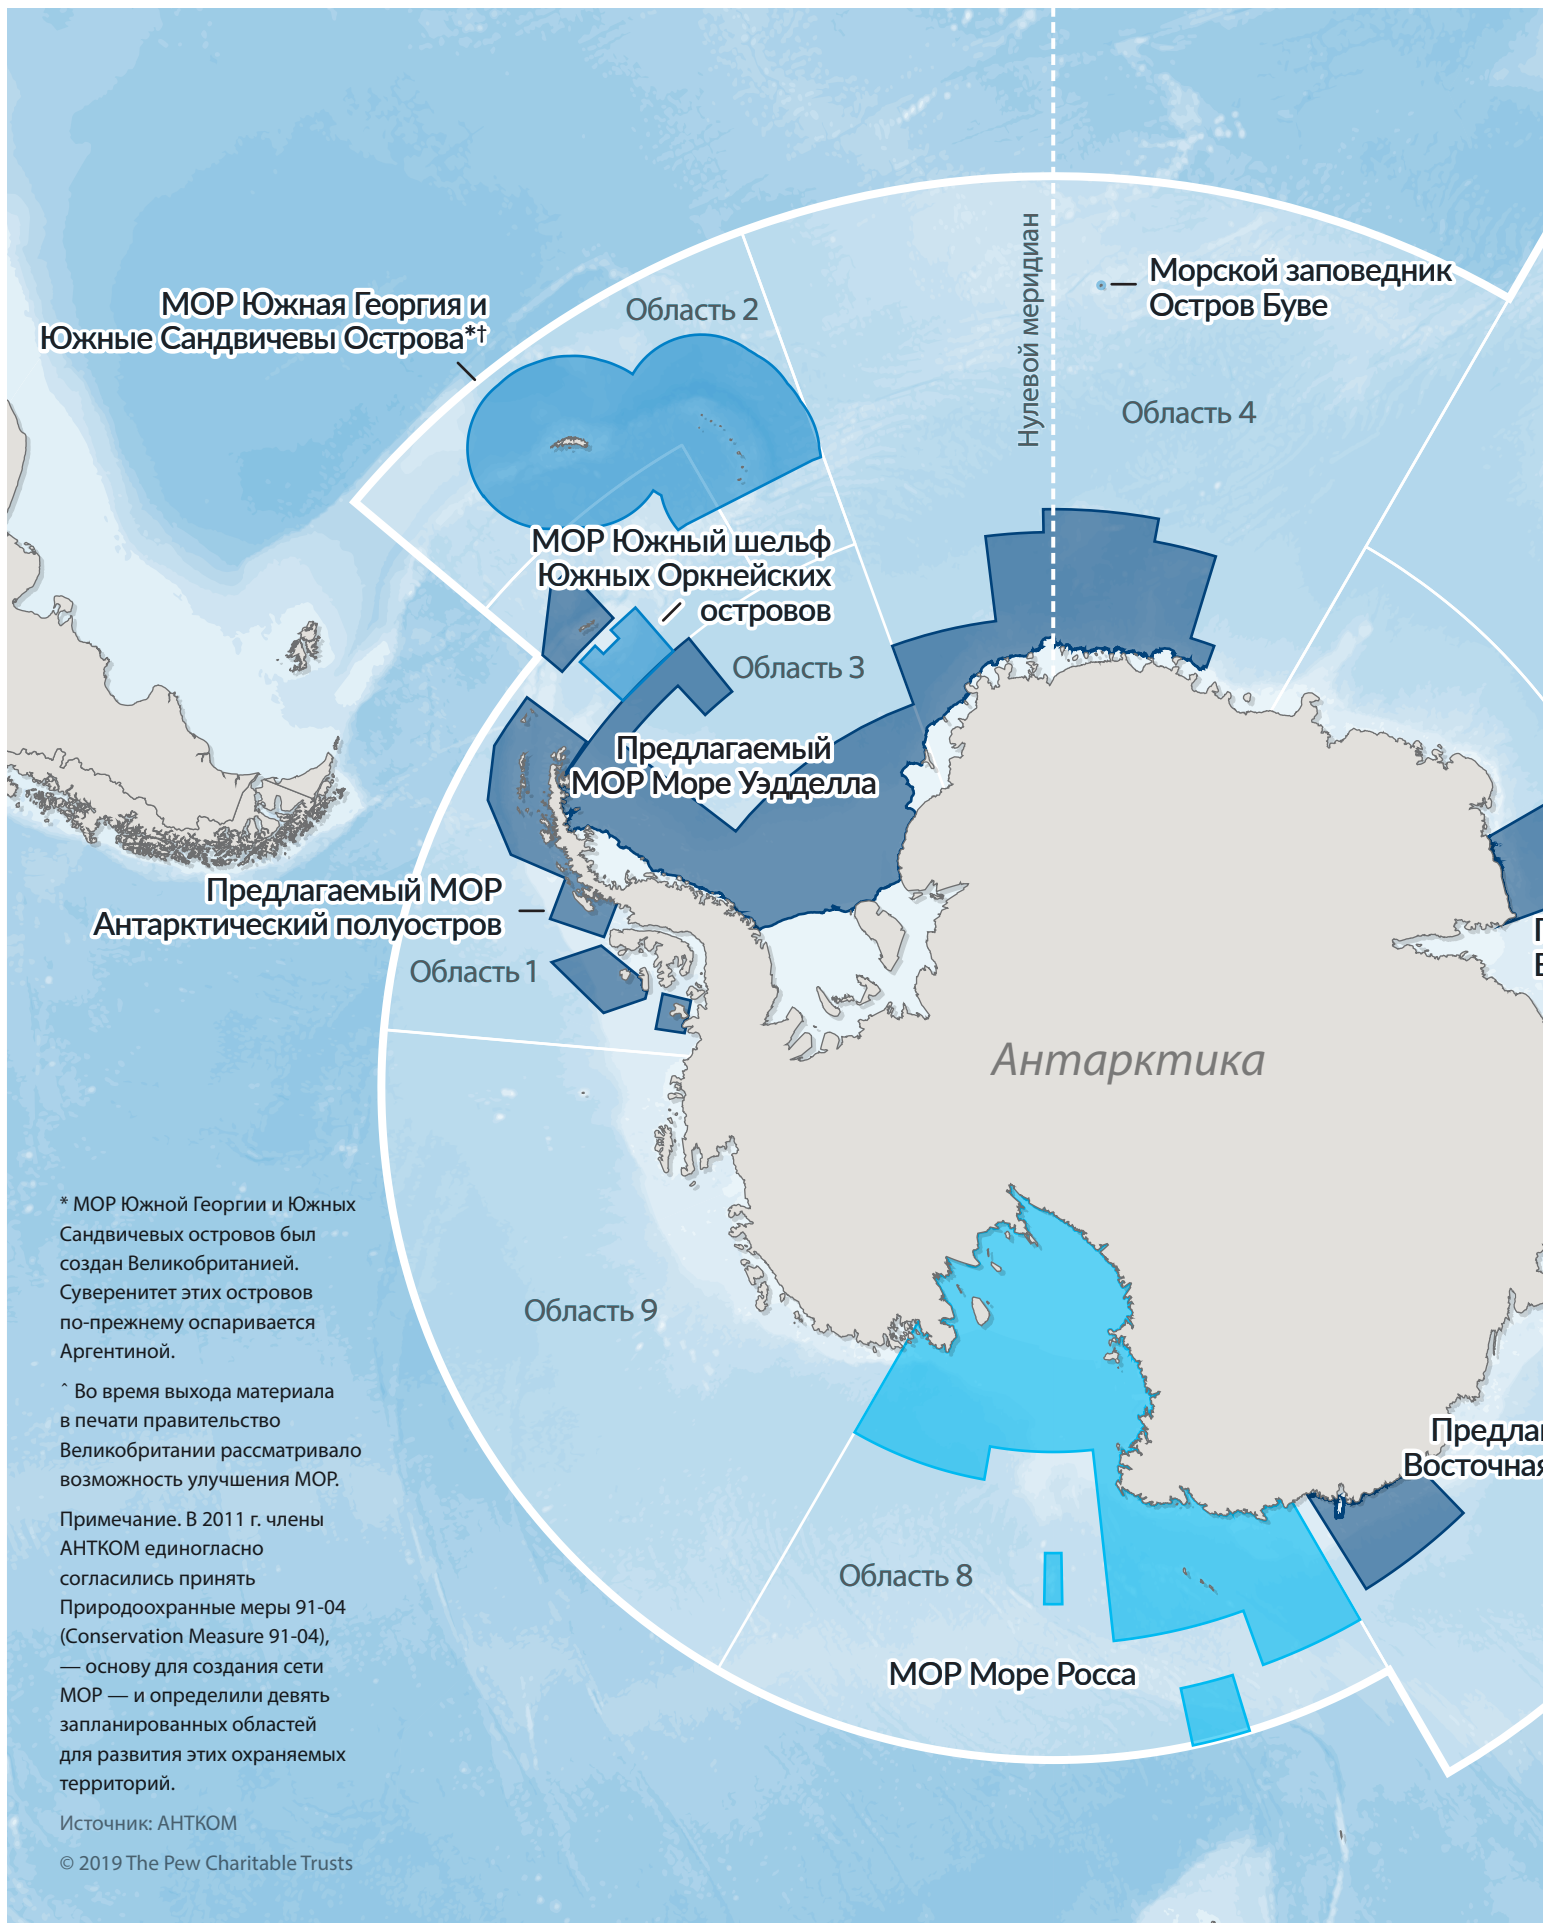 Нулевой меридиан
Морской заповедник
Остров Буве
МОР Южная Георгия и
Южные Сандвичевы Острова*†
Область 2
Область 4
МОР Южный шельф
Южных Оркнейских
островов
Область 3
Предлагаемый
МОР Море Уэдделла
Предлагаемый МОР
Антарктический полуостров
Область 1
П
В
Антарктика
Область 9
Предлаг
Восточная
Область 8
МОР Море Росса
* МОР Южной Георгии и Южных
Сандвичевых островов был
создан Великобританией.
Суверенитет этих островов
по-прежнему оспаривается
Аргентиной.
ˆ Во время выхода материала
в печати правительство
Великобритании рассматривало
возможность улучшения МОР.
Примечание. В 2011 г. члены
АНТКОМ единогласно
согласились принять
Природоохранные меры 91-04
(Conservation Measure 91-04),
— основу для создания сети
МОР — и определили девять
запланированных областей
для развития этих охраняемых
территорий.
Источник: АНТКОМ
© 2019 The Pew Charitable Trusts